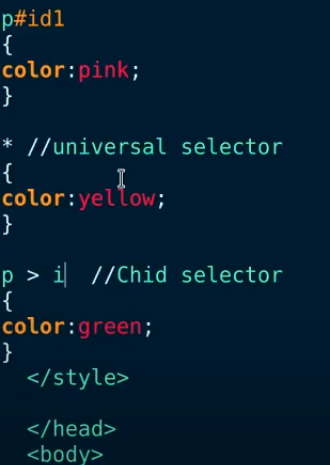 p#id1
{
color:pink;
}
* //universal selector
{
color:yellow;
}
p > i //Chid selector
{
color:green;
}
</style>
</head>
<body>